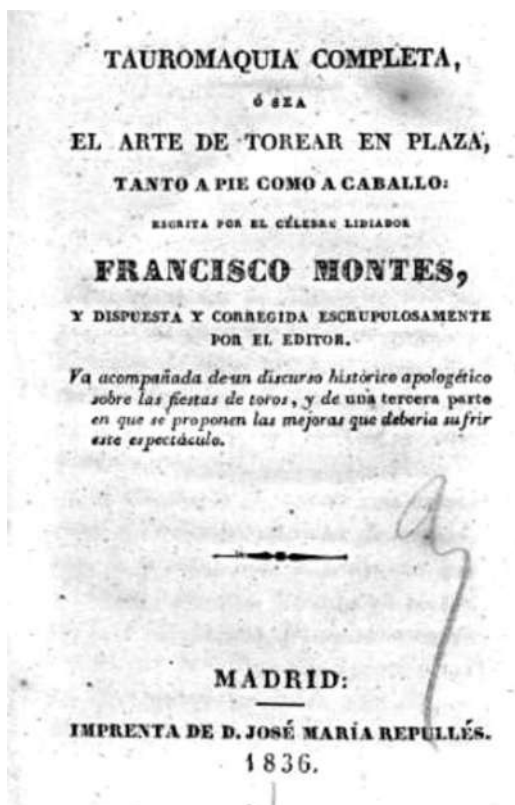 TAUROMAQUIA COMPLETA,
Ó SEA
EL ARTE DE TOREAR EN PLAZA,
TANTO A PIE COMO A CABALLO:
ESCRITA POR EL CÉLEBRE LIDIADOR
FRANCISCO MONTES,
Y DISPUESTA Y CORREGIDA ESCRUPULOSAMENTE
POR EL EDITOR.
Va acompañada de un discurso histórico apologético
sobre las fiestas de toros, y de una tercera parte
en que se proponen las mejoras que deberia sufrir
este espectáculo.
MADRID:
IMPRENTA DE D. JOSÉ MARÍA REPULLÉS.
1836.